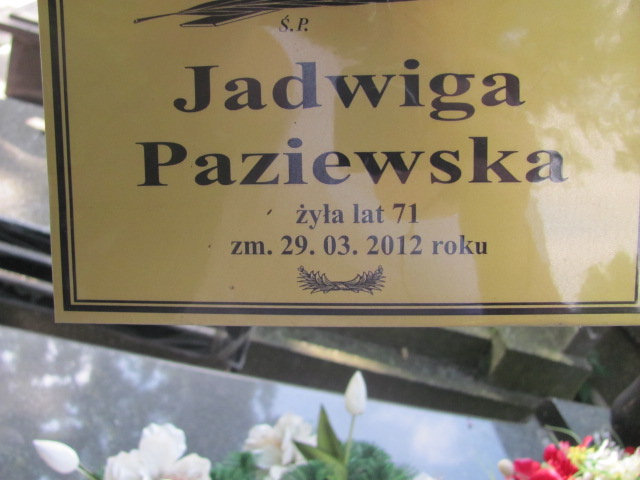 Ś.P.
Jadwiga
Paziewska
żyła lat 71
zm. 29. 03. 2012 roku